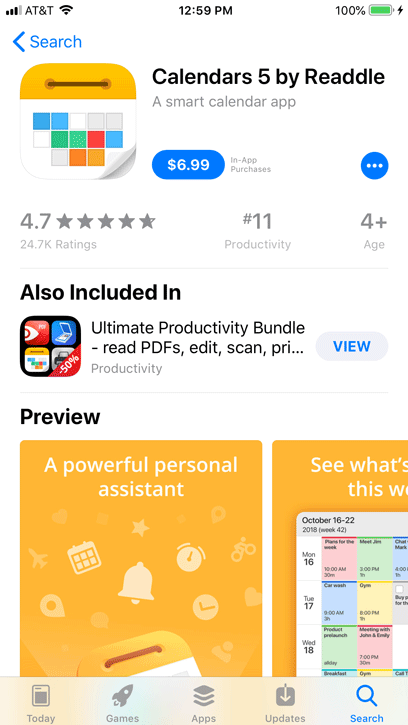 AT&T 12:59 PM 100%
Search
Calendars 5 by Readdle
A smart calendar app
$6.99
In-App
Purchases
4.7
#11
4+
24.7K Ratings
Productivity
Age
Also Included In
Ultimate Productivity Bundle
- read PDFs, edit, scan, pri...
Productivity
VIEW
-50%
Preview
A powerful personal
assistant
See what's
this we
October 16-22
2018 (week 42)
Mon
16
Plans for the
week
10:00 AM
30m
Meet Jim
3:00 PM
1h
Chat
Mark
1h
Tue
17
Car wash
9:00 AM
3h
Gym
8:00 PM
1h
Buy p
for th
Wed
18
Product
prelaunch
allday
Meeting with
John & Emily
7:00 PM
30m
Breakfast
Gym
Call T
Today
Games
Apps
Updates
Search